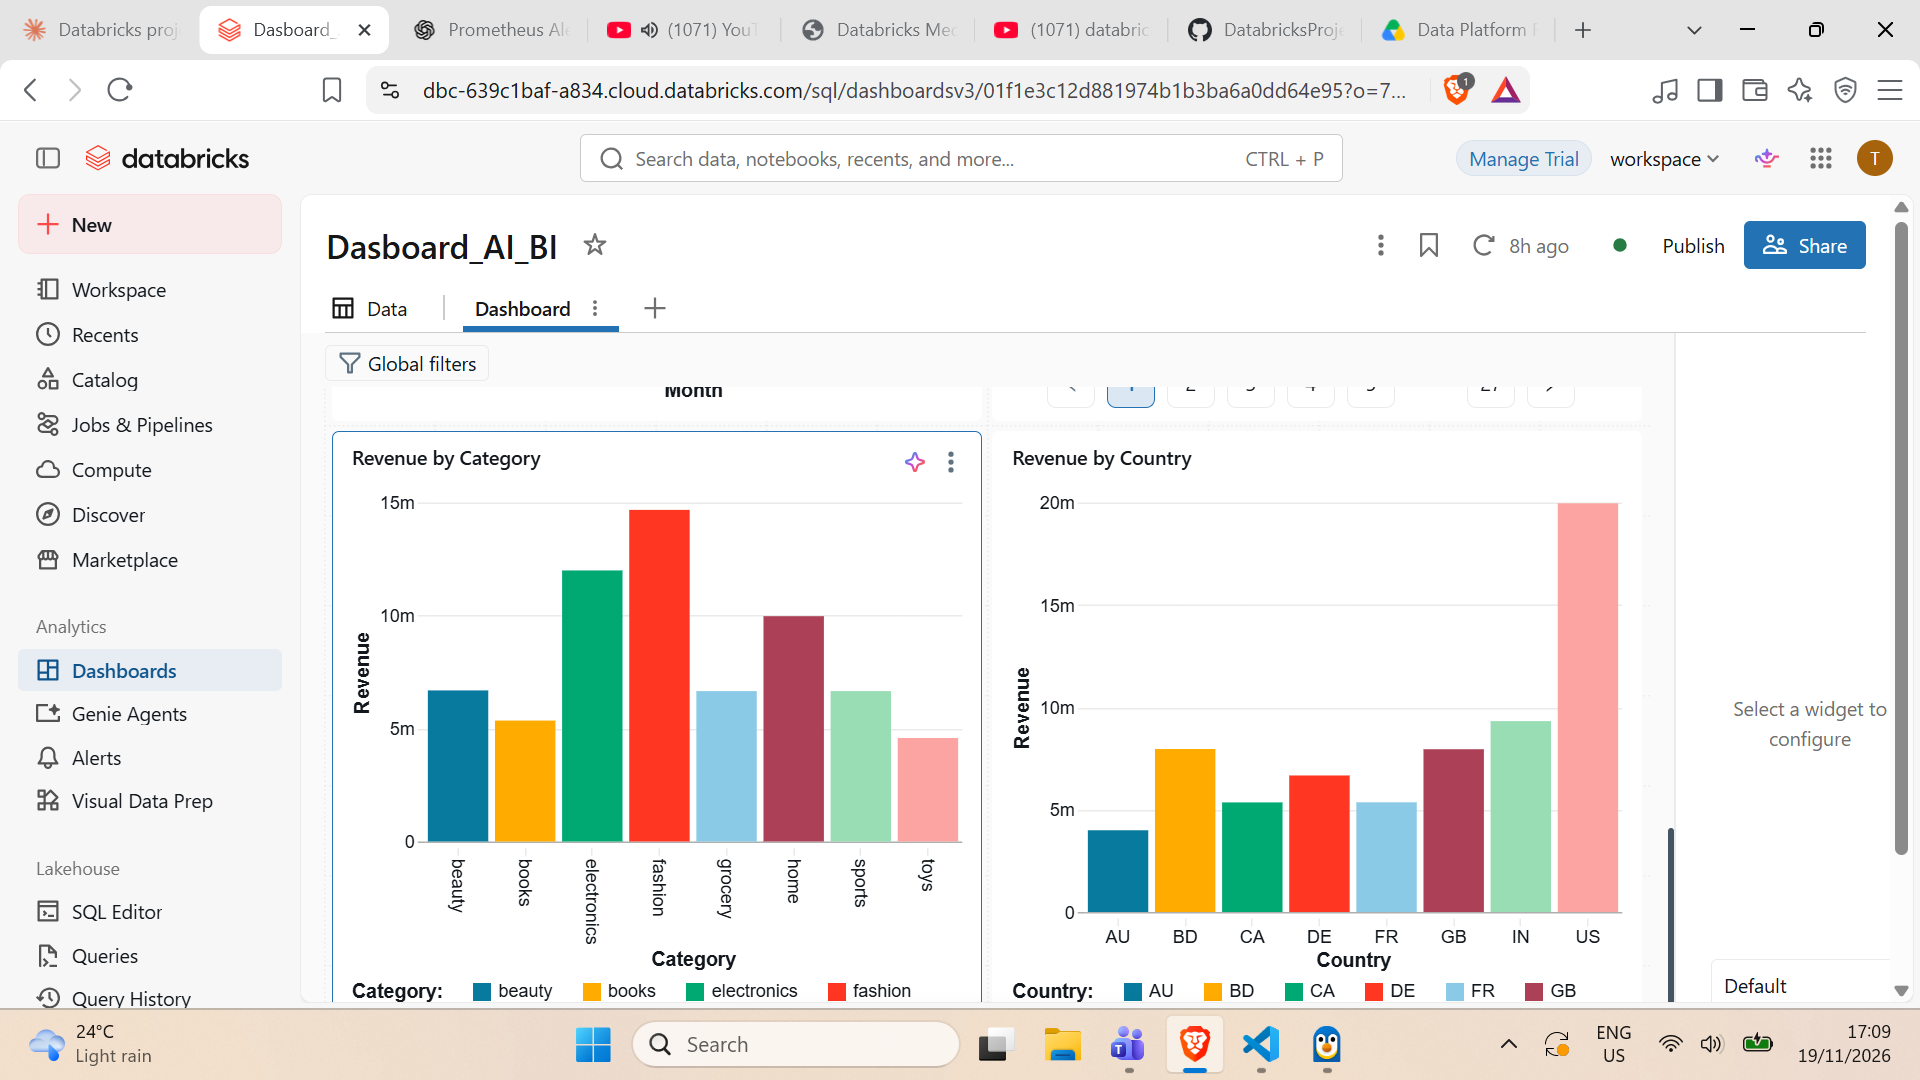 Databricks proj
Dasboard_
Prometheus Ale
(1071) YouT
Databricks Mec
(1071) databric
DatabricksProje
Data Platform
dbc-639c1baf-a834.cloud.databricks.com/sql/dashboardsv3/01f1e3c12d881974b1b3ba6a0dd64e95?o=7...
1
databricks
Search data, notebooks, recents, and more...
CTRL + P
Manage Trial
workspace
T
New
Workspace
Recents
Catalog
Jobs & Pipelines
Compute
Discover
Marketplace
Analytics
Dashboards
Genie Agents
Alerts
Visual Data Prep
Lakehouse
SQL Editor
Queries
Query History
Dasboard_AI_BI
8h ago
Publish
Share
Data
Dashboard
Global filters
Month
Revenue by Category
15m
10m
5m
0
Revenue
beauty
books
electronics
fashion
grocery
home
sports
toys
Category
Category:
beauty
books
electronics
fashion
Revenue by Country
20m
15m
10m
5m
0
Revenue
AU
BD
CA
DE
FR
GB
IN
US
Country
Country:
AU
BD
CA
DE
FR
GB
Select a widget to
configure
Default
24°C
Light rain
Search
ENG
US
17:09
19/11/2026